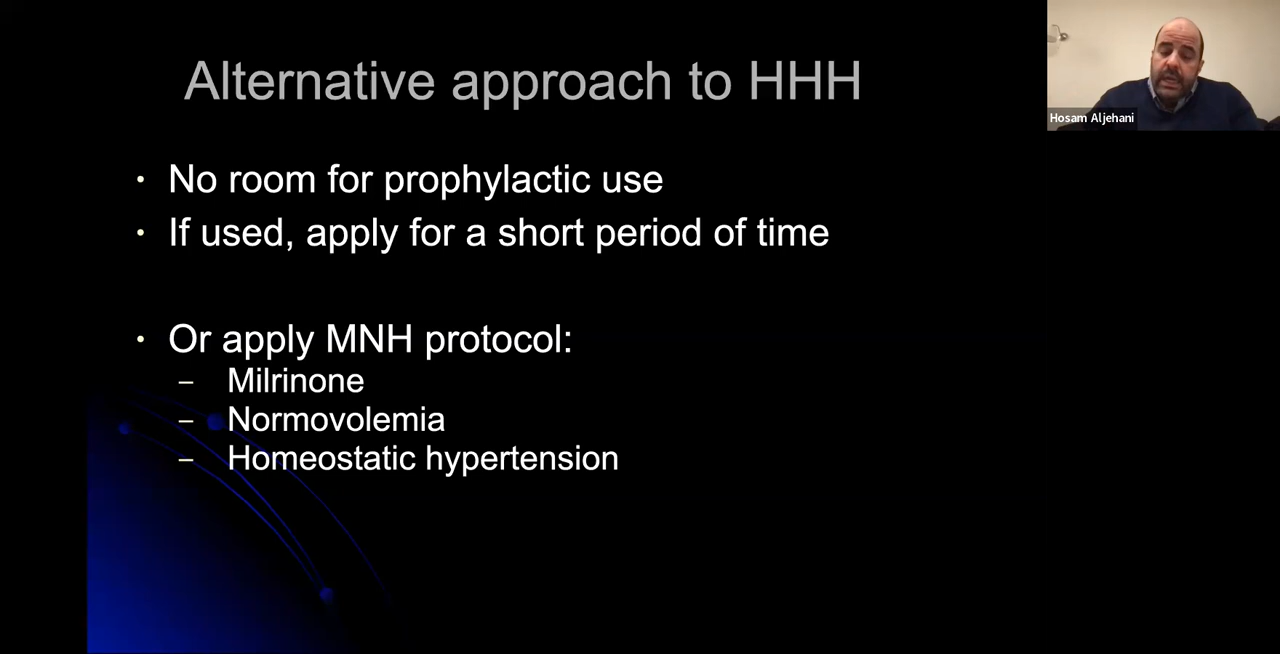 Alternative approach to HHH
Hosam Aljehani
• No room for prophylactic use
• If used, apply for a short period of time
• Or apply MNH protocol:
– Milrinone
– Normovolemia
– Homeostatic hypertension